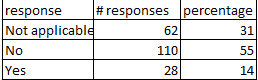 response # responses percentage
Not applicable 62 31
No 110 55
Yes 28 14